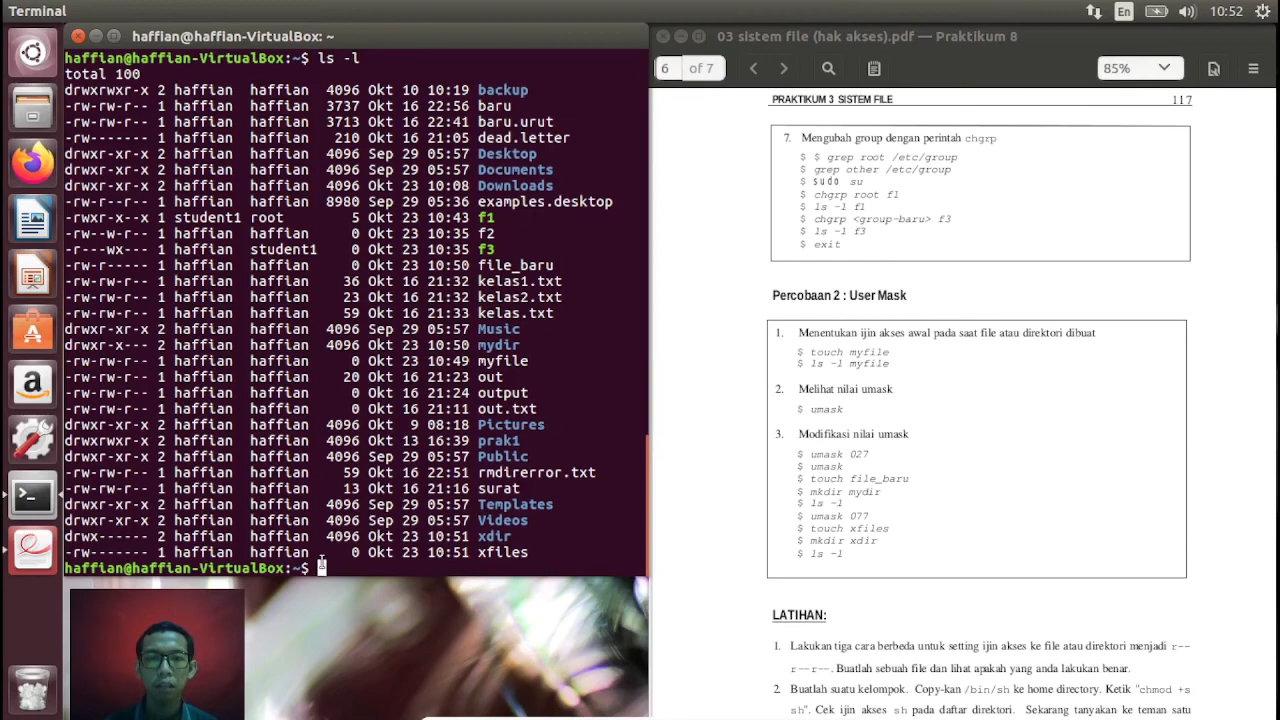 Terminal
En
10:52
haffian@haffian-VirtualBox: ~
haffian@haffian-VirtualBox:~$ ls -l
total 100
drwxrwxr-x 2 haffian haffian 4096 Okt 10 10:19 backup
-rw-rw-r-- 1 haffian haffian 3737 Okt 16 22:56 baru
-rw-rw-r-- 1 haffian haffian 3713 Okt 16 22:41 baru.urut
-rw------- 1 haffian haffian 210 Okt 16 21:05 dead.letter
drwxr-xr-x 2 haffian haffian 4096 Sep 29 05:57 Desktop
drwxr-xr-x 2 haffian haffian 4096 Sep 29 05:57 Documents
drwxr-xr-x 2 haffian haffian 4096 Okt 23 10:08 Downloads
-rw-r--r-- 1 haffian haffian 8980 Sep 29 05:36 examples.desktop
-rwxr-x--x 1 student1 root 5 Okt 23 10:43 f1
-rw--w-r-- 1 haffian haffian 0 Okt 23 10:35 f2
-r---wx--- 1 haffian student1 0 Okt 23 10:35 f3
-rw-r----- 1 haffian haffian 0 Okt 23 10:50 file_baru
-rw-rw-r-- 1 haffian haffian 36 Okt 16 21:32 kelas1.txt
-rw-rw-r-- 1 haffian haffian 23 Okt 16 21:32 kelas2.txt
-rw-rw-r-- 1 haffian haffian 59 Okt 16 21:33 kelas.txt
drwxr-xr-x 2 haffian haffian 4096 Sep 29 05:57 Music
drwxr-x--- 2 haffian haffian 4096 Okt 23 10:50 mydir
-rw-rw-r-- 1 haffian haffian 0 Okt 23 10:49 myfile
-rw-rw-r-- 1 haffian haffian 20 Okt 16 21:23 out
-rw-rw-r-- 1 haffian haffian 0 Okt 16 21:24 output
-rw-rw-r-- 1 haffian haffian 0 Okt 16 21:11 out.txt
drwxr-xr-x 2 haffian haffian 4096 Okt 9 08:18 Pictures
drwxrwxr-x 2 haffian haffian 4096 Okt 13 16:39 prak1
drwxr-xr-x 2 haffian haffian 4096 Sep 29 05:57 Public
-rw-rw-r-- 1 haffian haffian 59 Okt 16 22:51 rmdirerror.txt
-rw-rw-r-- 1 haffian haffian 13 Okt 16 21:16 surat
drwxr-xr-x 2 haffian haffian 4096 Sep 29 05:57 Templates
drwxr-xr-x 2 haffian haffian 4096 Sep 29 05:57 Videos
drwx------ 2 haffian haffian 4096 Okt 23 10:51 xdir
-rw------- 1 haffian haffian 0 Okt 23 10:51 xfiles
haffian@haffian-VirtualBox:~$
03 sistem file (hak akses).pdf — Praktikum 8
6 of 7
85%
PRAKTIKUM 3 SISTEM FILE 117
7. Mengubah group dengan perintah chgrp
$ $ grep root /etc/group
$ grep other /etc/group
$ sudo su
$ chgrp root f1
$ ls -l f1
$ chgrp <group-baru> f3
$ ls -l f3
$ exit
Percobaan 2 : User Mask
1. Menentukan ijin akses awal pada saat file atau direktori dibuat
$ touch myfile
$ ls -l myfile
2. Melihat nilai umask
$ umask
3. Modifikasi nilai umask
$ umask 027
$ umask
$ touch file_baru
$ mkdir mydir
$ ls -l
$ umask 077
$ touch xfiles
$ mkdir xdir
$ ls -l
LATIHAN:
1. Lakukan tiga cara berbeda untuk setting ijin akses ke file atau direktori menjadi r--
r--r--. Buatlah sebuah file dan lihat apakah yang anda lakukan benar.
2. Buatlah suatu kelompok. Copy-kan /bin/sh ke home directory. Ketik "chmod +s
sh". Cek ijin akses sh pada daftar direktori. Sekarang tanyakan ke teman satu